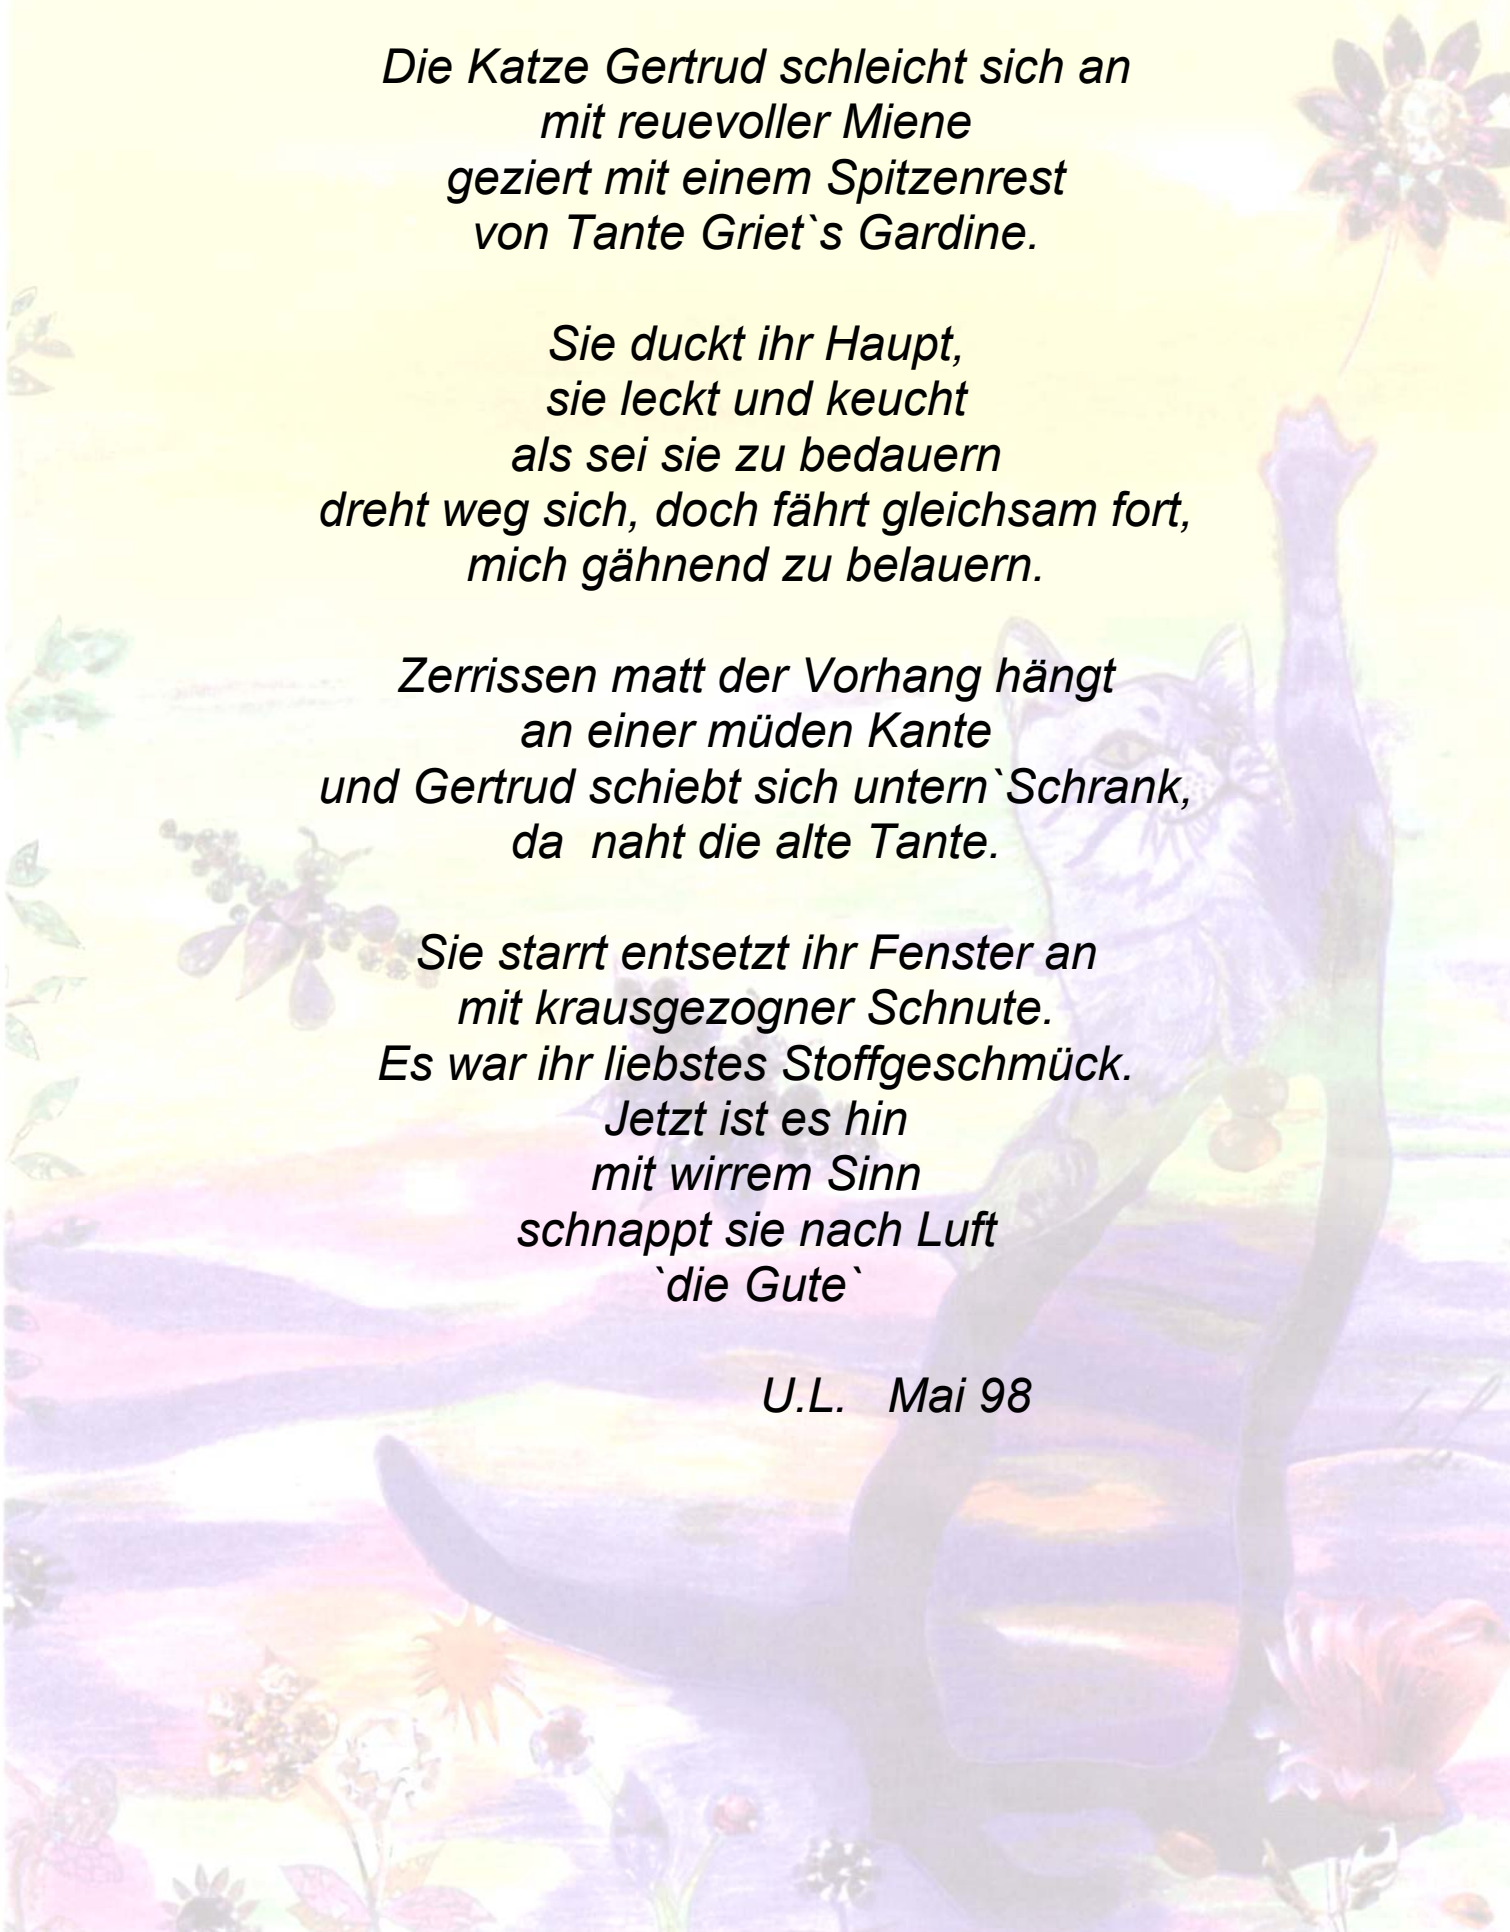 Die Katze Gertrud schleicht sich an
mit reuevoller Miene
geziert mit einem Spitzenrest
von Tante Griet`s Gardine.

Sie duckt ihr Haupt,
sie leckt und keucht
als sei sie zu bedauern
dreht weg sich, doch fährt gleichsam fort,
mich gähnend zu belauern.

Zerrissen matt der Vorhang hängt
an einer müden Kante
und Gertrud schiebt sich untern`Schrank,
da  naht die alte Tante.

Sie starrt entsetzt ihr Fenster an
mit krausgezogner Schnute.
Es war ihr liebstes Stoffgeschmück.
Jetzt ist es hin
mit wirrem Sinn
schnappt sie nach Luft
`die Gute`

U.L.   Mai 98